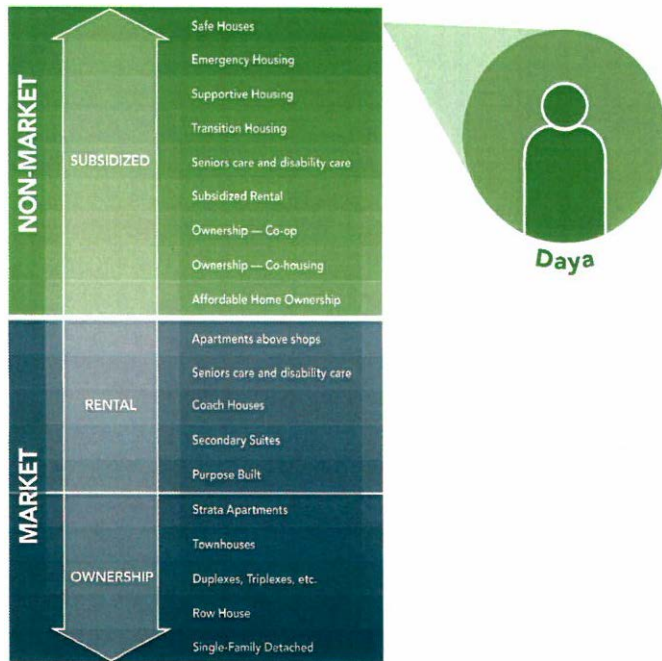 NON-MARKET
SUBSIDIZED
Safe Houses
Emergency Housing
Supportive Housing
Transition Housing
Seniors care and disability care
Subsidized Rental
Ownership — Co-op
Ownership — Co-housing
Affordable Home Ownership
MARKET
RENTAL
Apartments above shops
Seniors care and disability care
Coach Houses
Secondary Suites
Purpose Built
OWNERSHIP
Strata Apartments
Townhouses
Duplexes, Triplexes, etc.
Row House
Single-Family Detached
Daya